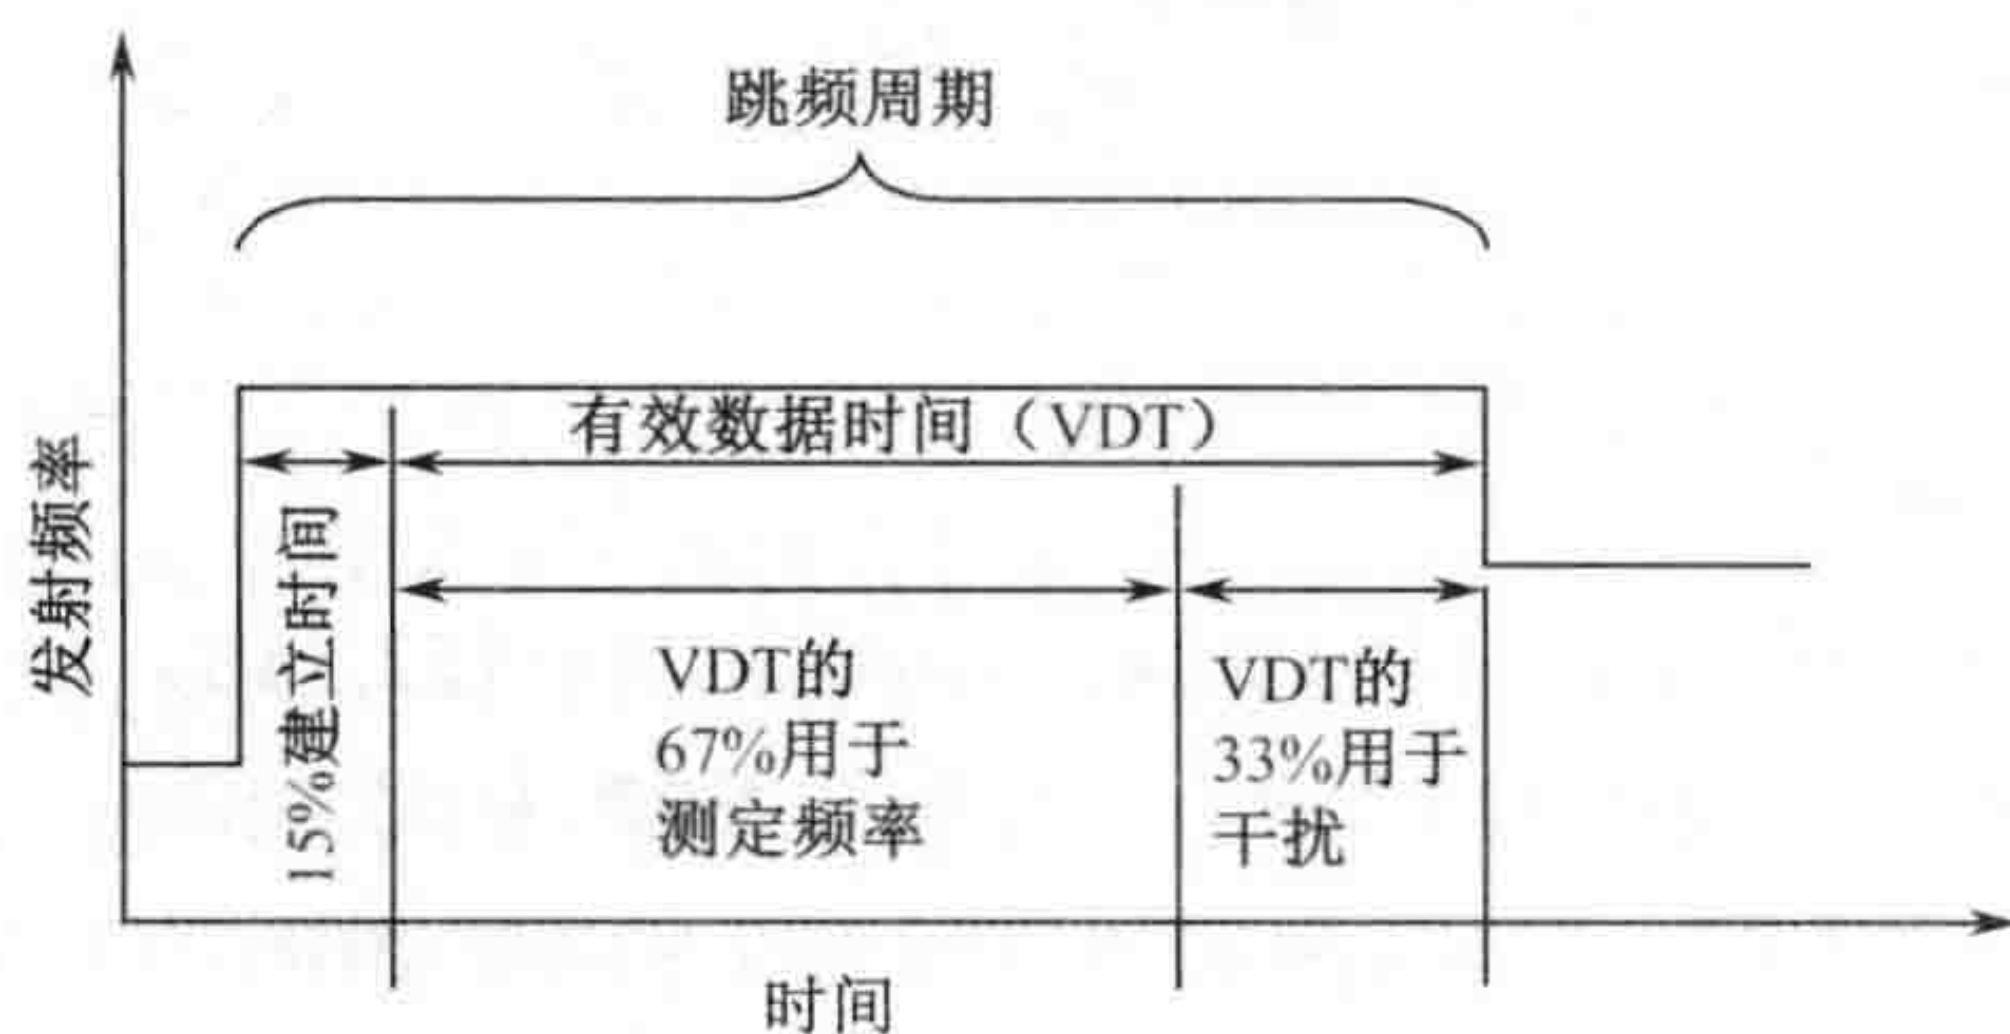 跳频周期
有效数据时间（VDT）
发射频率
15%建立时间
VDT的
67%用于
测定频率
VDT的
33%用于
干扰
时间